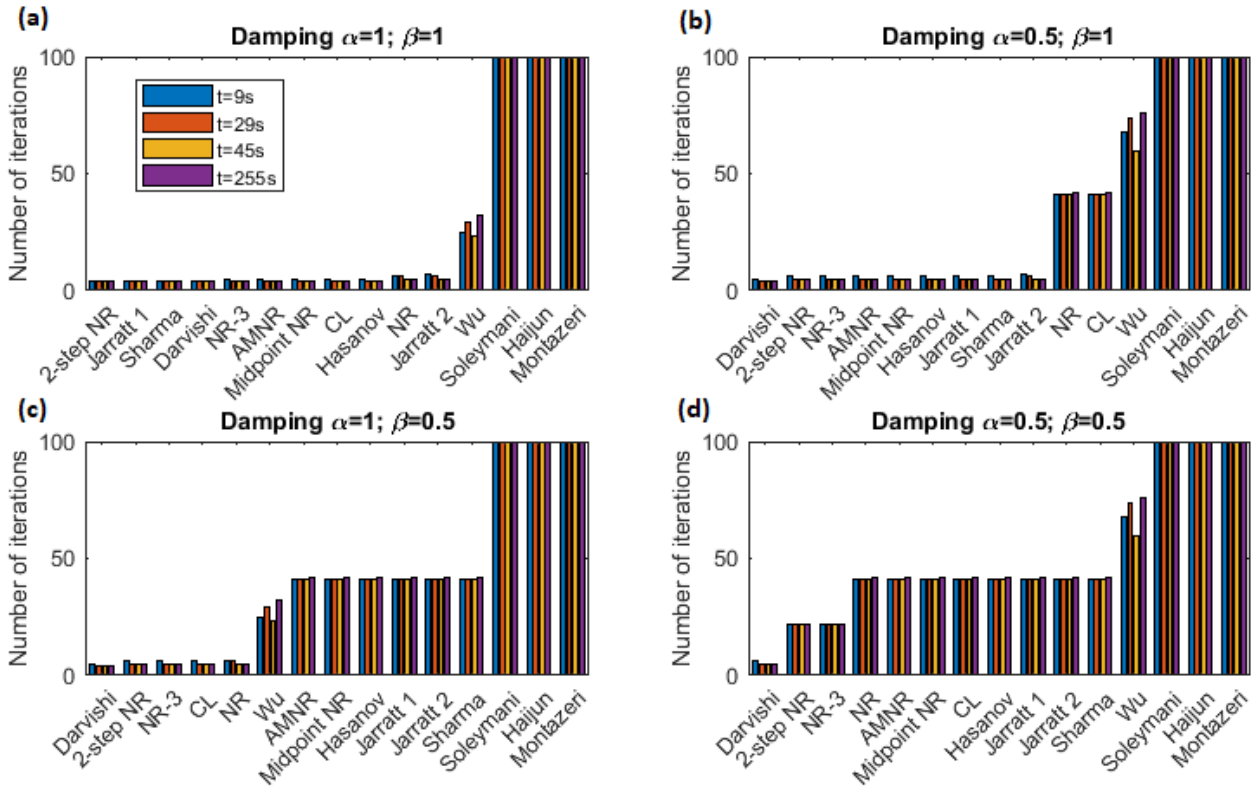 (a)
Damping α=1; β=1
Number of iterations
100
50
0
t=9s
t=29s
t=45s
t=255s
2-step NR
Jarratt 1
Sharma
Darvishi
NR-3
AMNR
Midpoint NR
CL
Hasanov
NR
Jarratt 2
Wu
Soleymani
Haijun
Montazeri
(b)
Damping α=0.5; β=1
Number of iterations
100
50
0
Darvishi
2-step NR
NR-3
AMNR
Midpoint NR
Hasanov
Jarratt 1
Sharma
Jarratt 2
NR
CL
Wu
Soleymani
Haijun
Montazeri
(c)
Damping α=1; β=0.5
Number of iterations
100
50
0
Darvishi
2-step NR
NR-3
CL
NR
Wu
AMNR
Midpoint NR
Hasanov
Jarratt 1
Jarratt 2
Sharma
Soleymani
Haijun
Montazeri
(d)
Damping α=0.5; β=0.5
Number of iterations
100
50
0
Darvishi
2-step NR
NR-3
NR
AMNR
Midpoint NR
CL
Hasanov
Jarratt 1
Jarratt 2
Sharma
Wu
Soleymani
Haijun
Montazeri